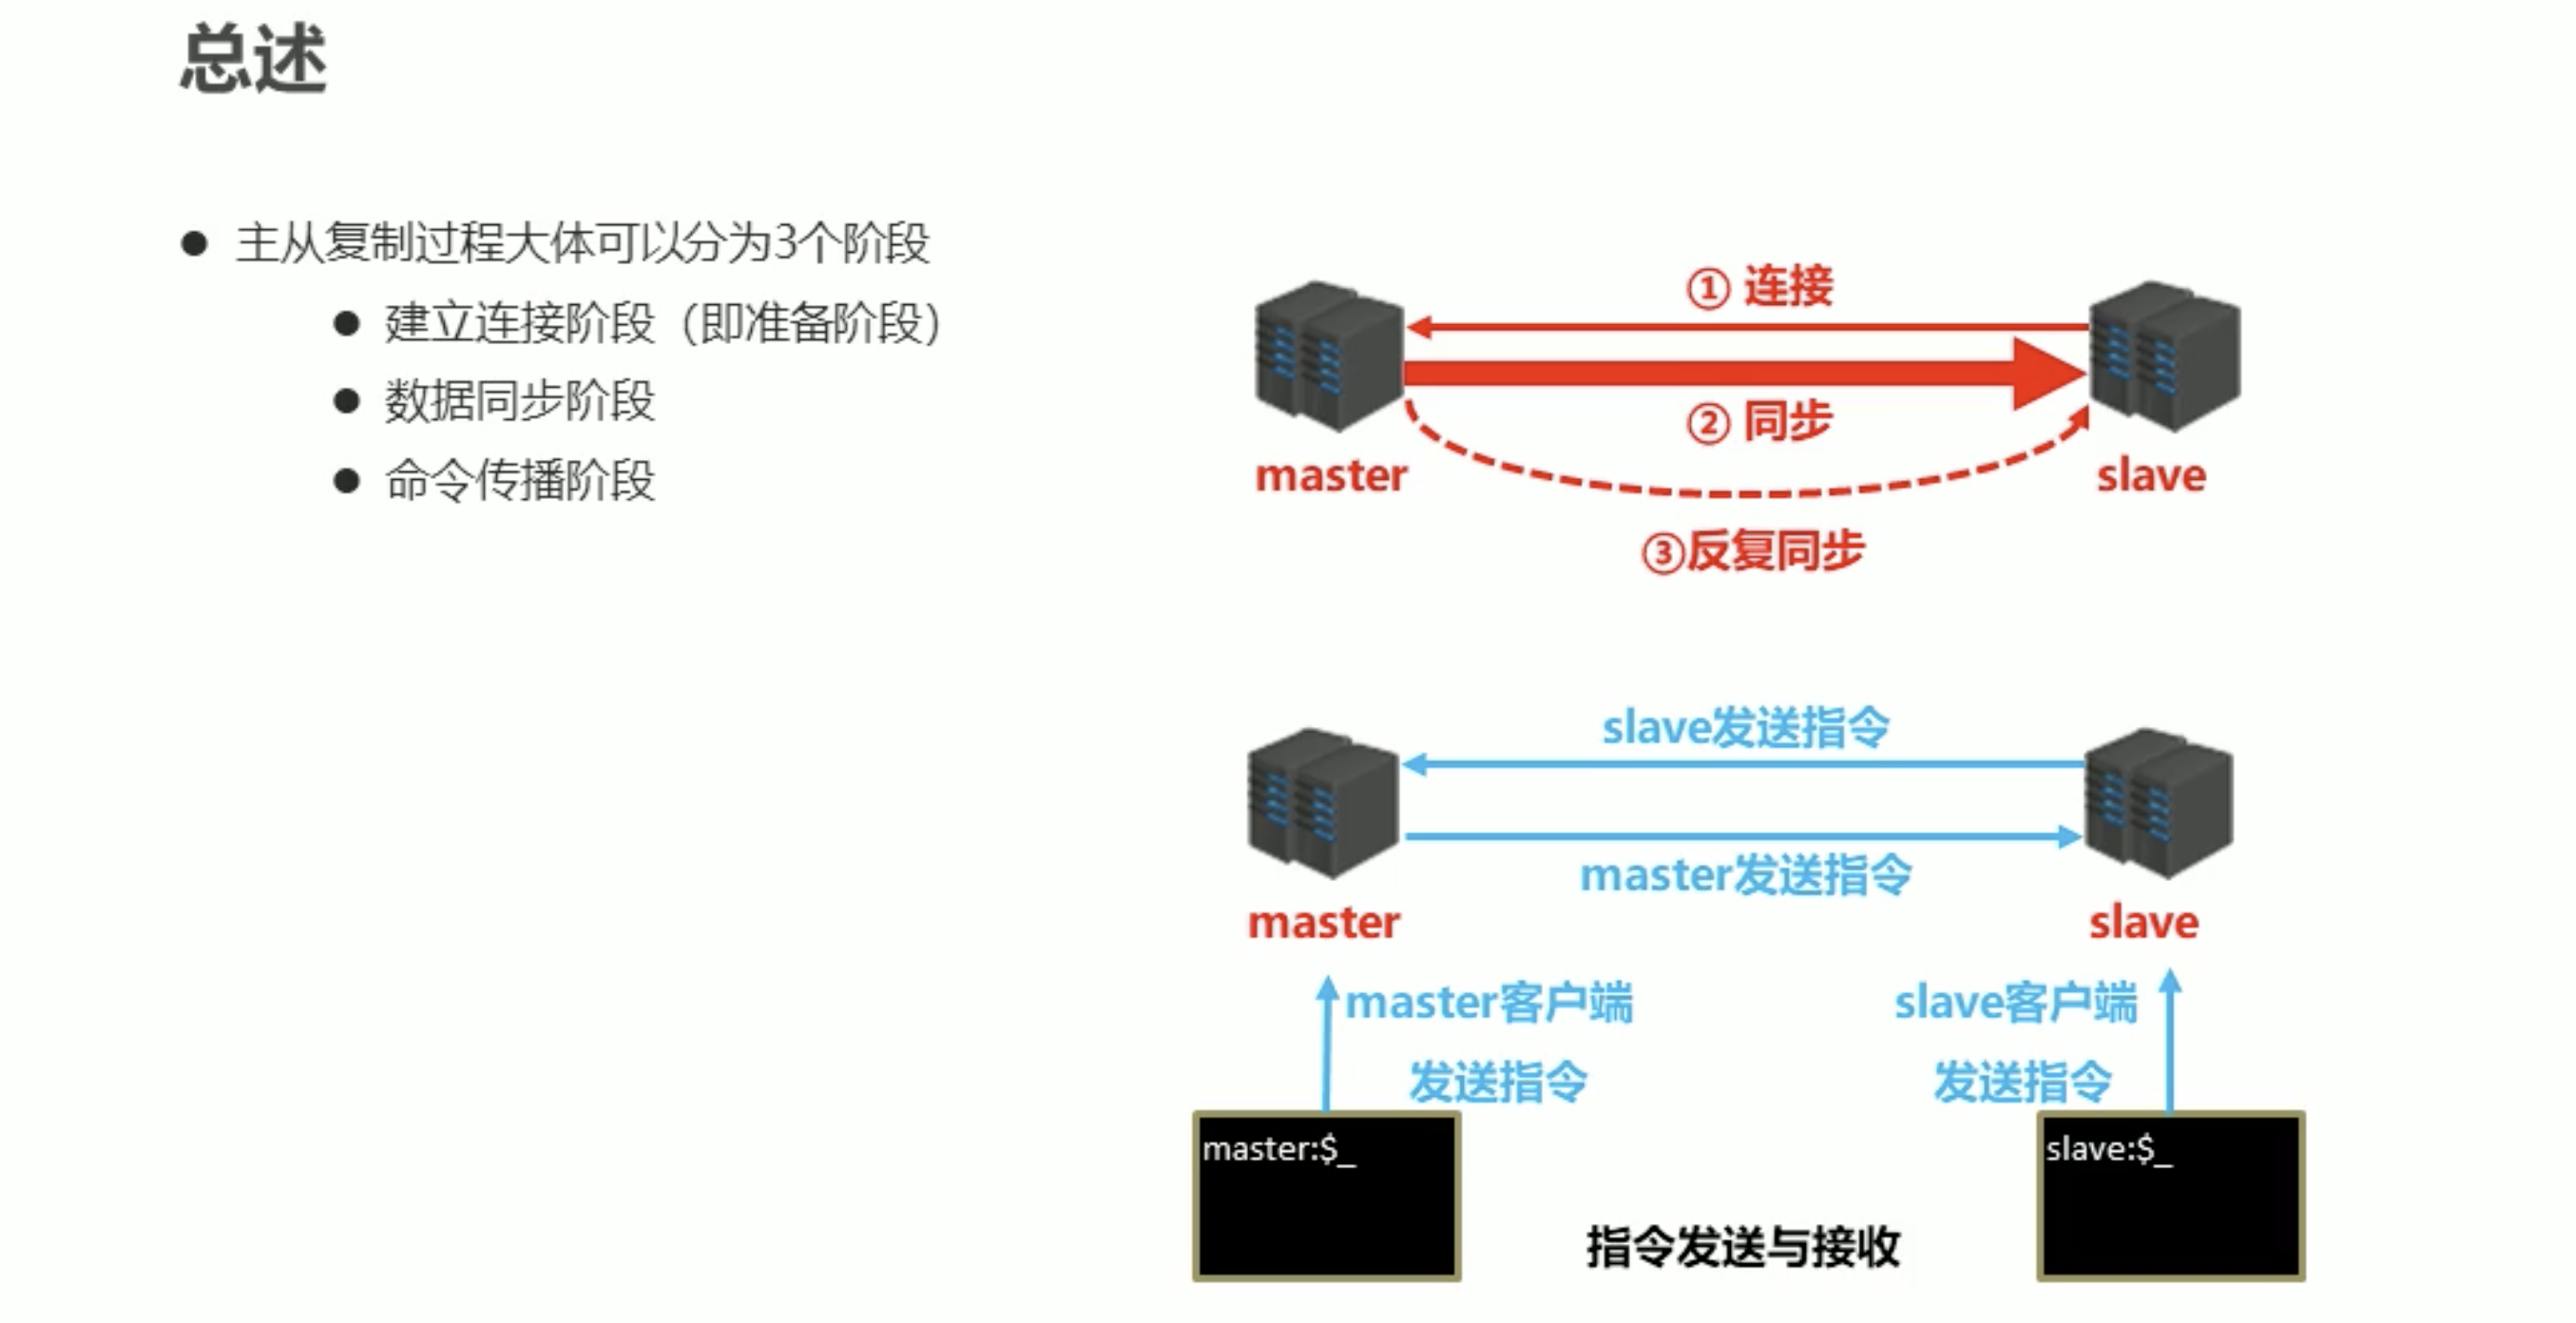 总述
主从复制过程大体可以分为3个阶段
建立连接阶段（即准备阶段）
数据同步阶段
命令传播阶段
① 连接
② 同步
master
slave
③反复同步
slave发送指令
master发送指令
master
slave
master客户端
发送指令
slave客户端
发送指令
master:$_
slave:$_
指令发送与接收